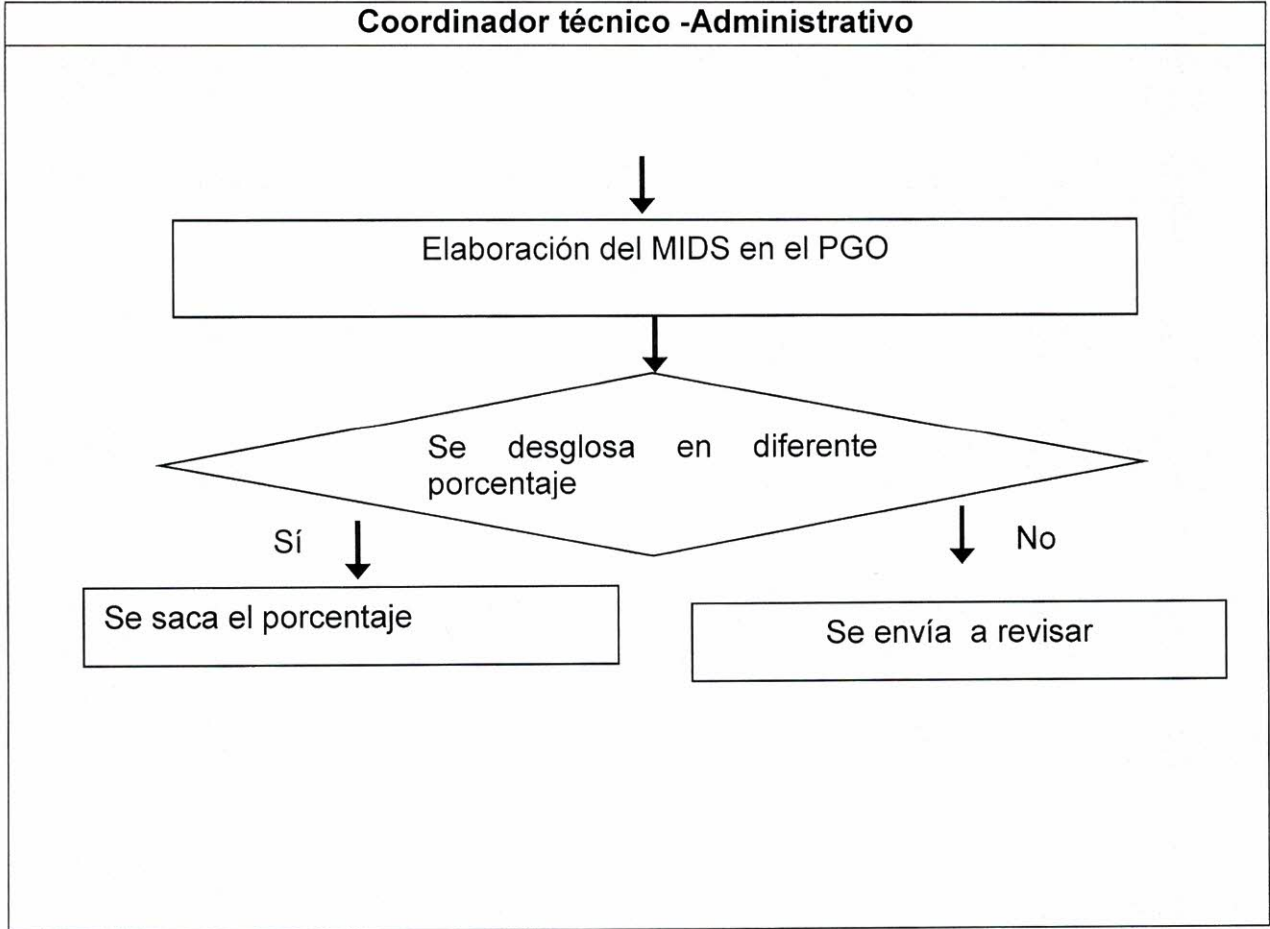 Coordinador técnico -Administrativo
Elaboración del MIDS en el PGO
Se desglosa en diferente
porcentaje
Sí
No
Se saca el porcentaje
Se envía a revisar